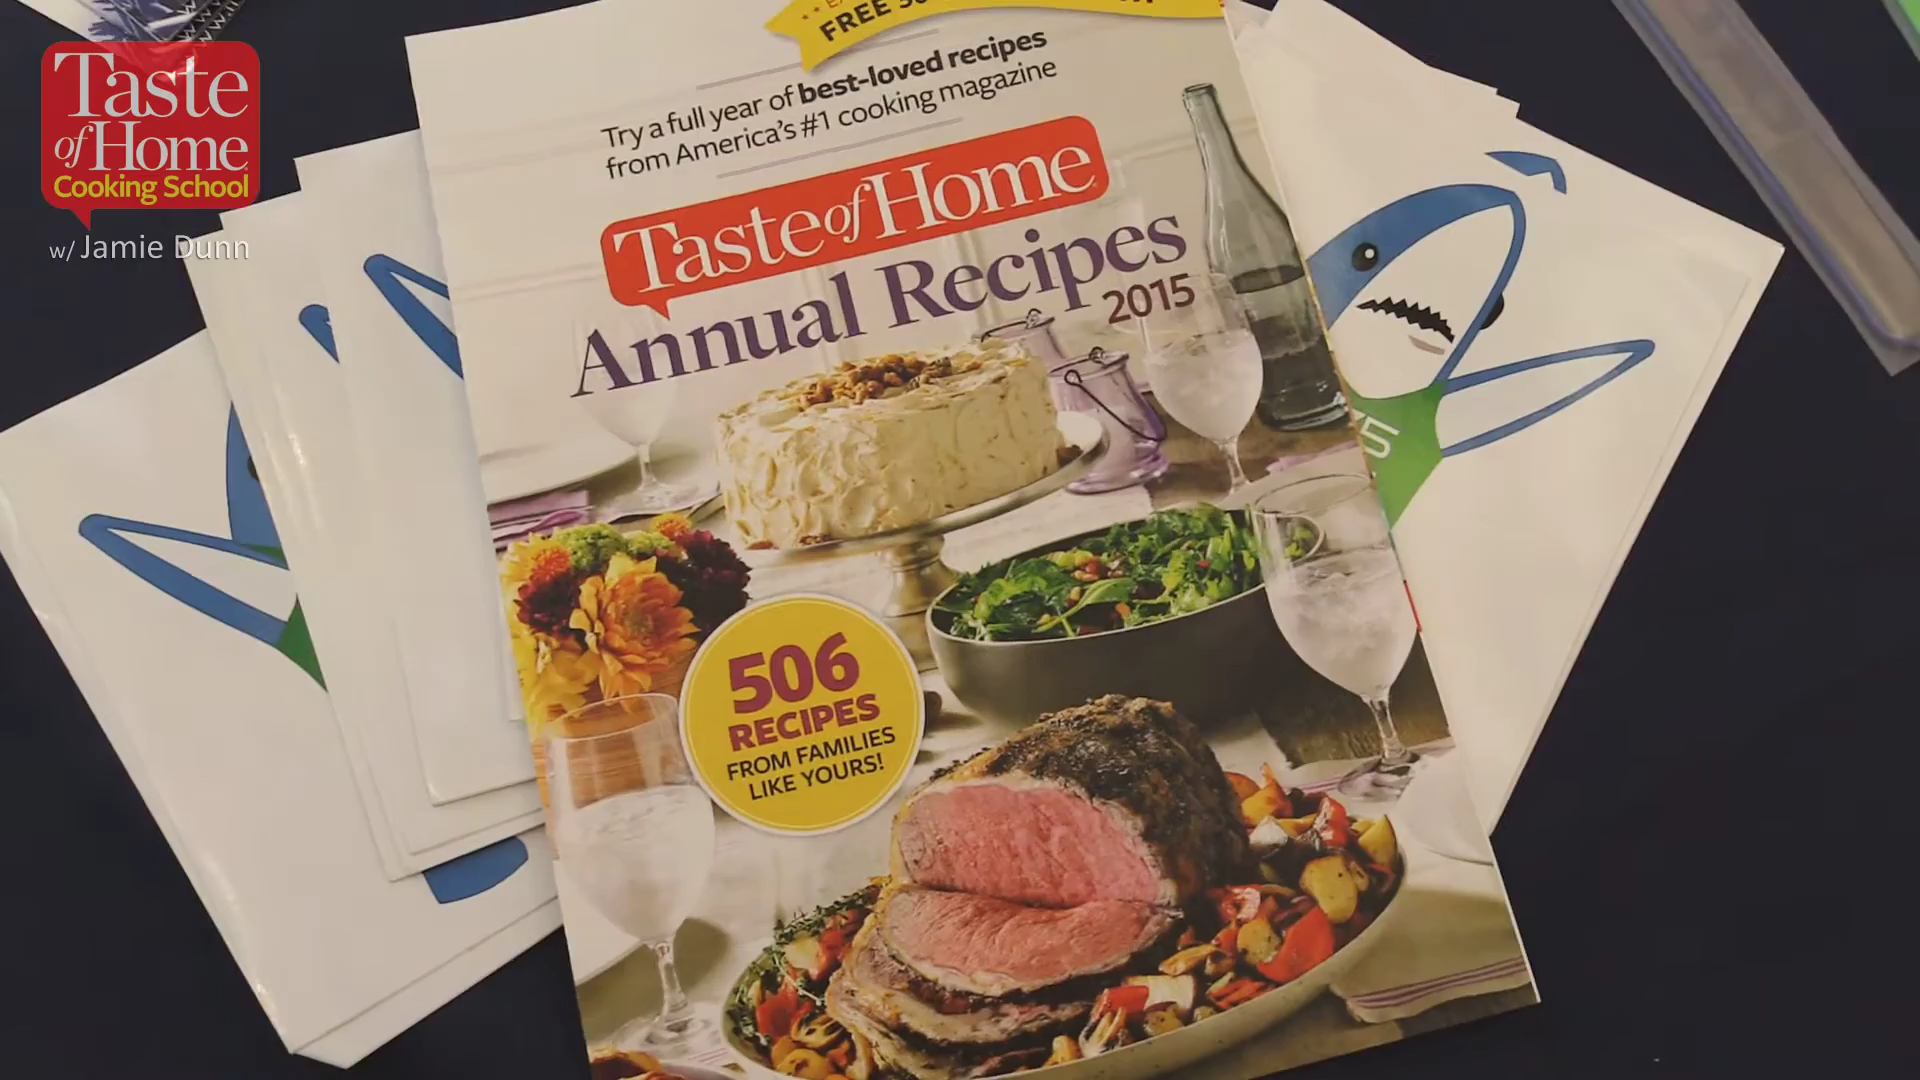 Taste
of Home
Cooking School
w/ Jamie Dunn
FREE
Try a full year of best-loved recipes
from America's #1 cooking magazine
Taste of Home
Annual Recipes
2015
506
RECIPES
FROM FAMILIES
LIKE YOURS!